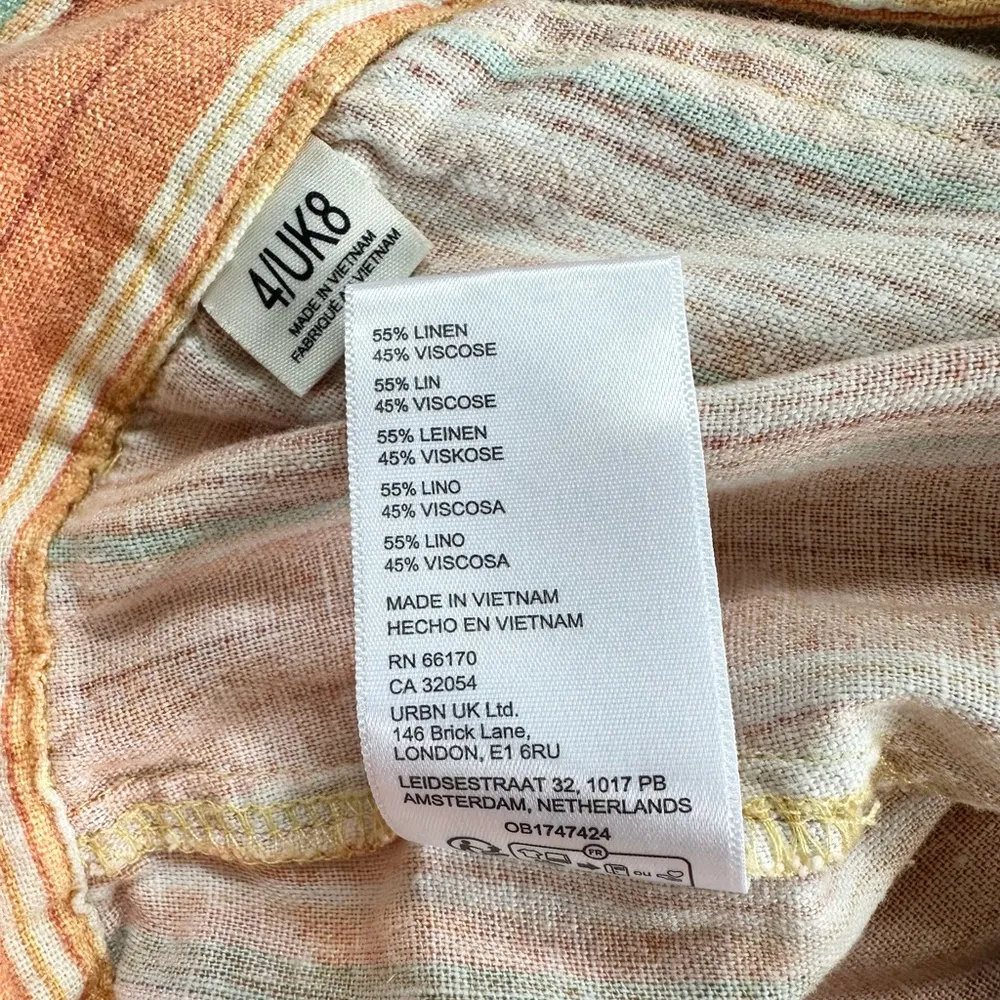 4/UK8
MADE IN VIETNAM
FABRIQUÉ VIETNAM
55% LINEN
45% VISCOSE
55% LIN
45% VISCOSE
55% LEINEN
45% VISKOSE
55% LINO
45% VISCOSA
55% LINO
45% VISCOSA
MADE IN VIETNAM
HECHO EN VIETNAM
RN 66170
CA 32054
URBN UK Ltd.
146 Brick Lane,
LONDON, E1 6RU
LEIDSESTRAAT 32, 1017 PB
AMSTERDAM, NETHERLANDS
OB1747424
FR
OU